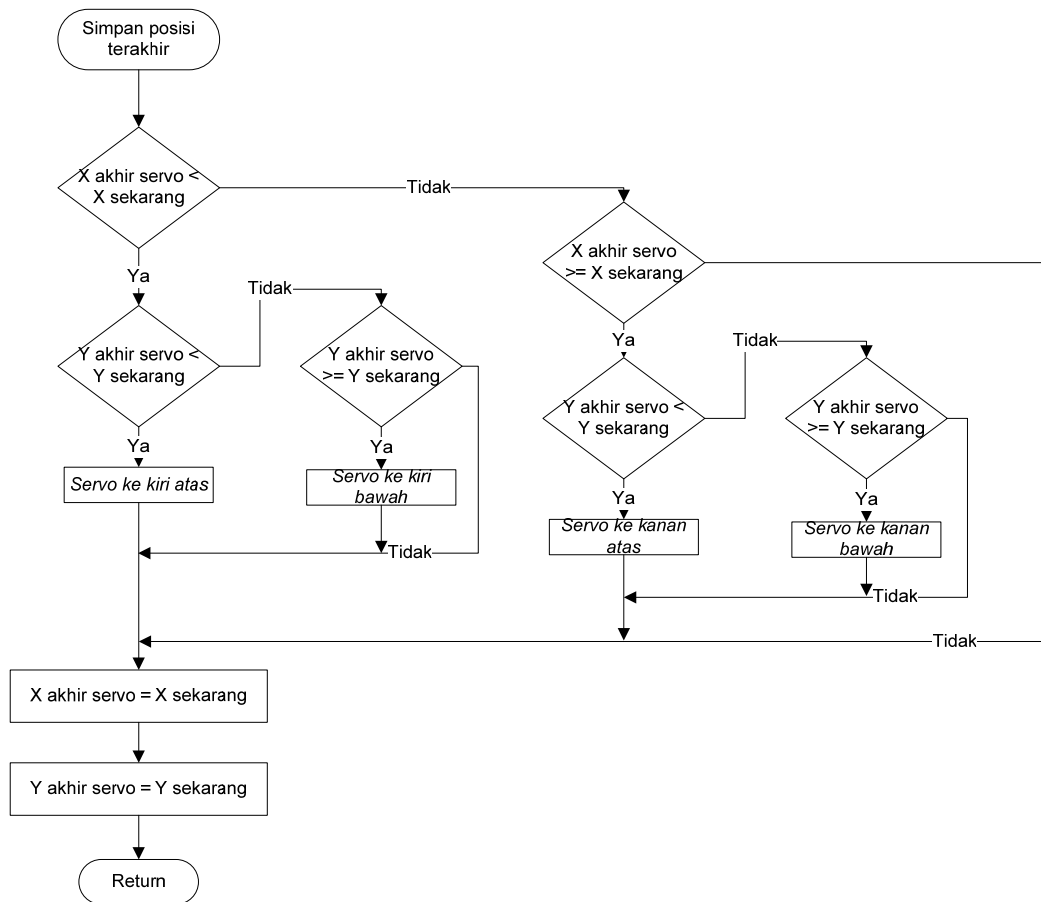 Simpan posisi
terakhir
X akhir servo <
X sekarang
Tidak
X akhir servo
>= X sekarang
Ya
Tidak
Y akhir servo <
Y sekarang
Y akhir servo
>= Y sekarang
Ya
Tidak
Y akhir servo <
Y sekarang
Y akhir servo
>= Y sekarang
Ya
Ya
Servo ke kiri atas
Servo ke kiri
bawah
Tidak
Ya
Ya
Servo ke kanan
atas
Servo ke kanan
bawah
Tidak
Tidak
X akhir servo = X sekarang
Y akhir servo = Y sekarang
Return